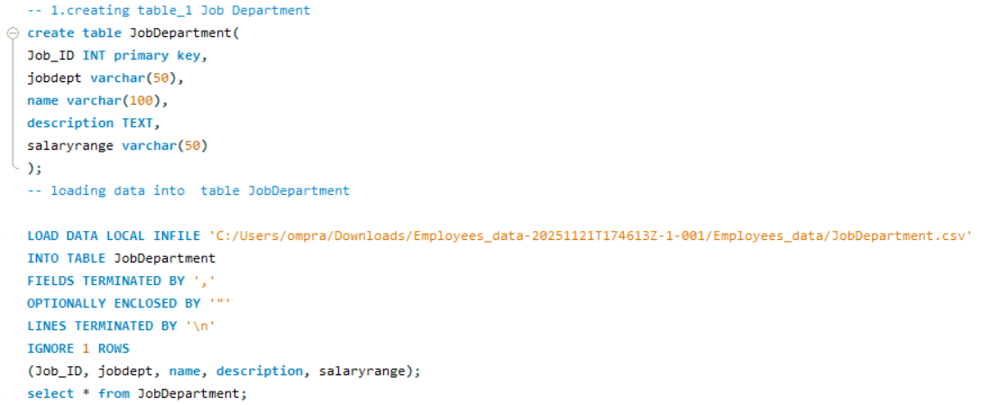 -- 1.creating table_1 Job Department
create table JobDepartment(
Job_ID INT primary key,
jobdept varchar(50),
name varchar(100),
description TEXT,
salaryrange varchar(50)
);
-- loading data into  table JobDepartment
LOAD DATA LOCAL INFILE 'C:/Users/ompra/Downloads/Employees_data-20251121T174613Z-1-001/Employees_data/JobDepartment.csv'
INTO TABLE JobDepartment
FIELDS TERMINATED BY ','
OPTIONALLY ENCLOSED BY '"'
LINES TERMINATED BY '\n'
IGNORE 1 ROWS
(Job_ID, jobdept, name, description, salaryrange);
select * from JobDepartment;